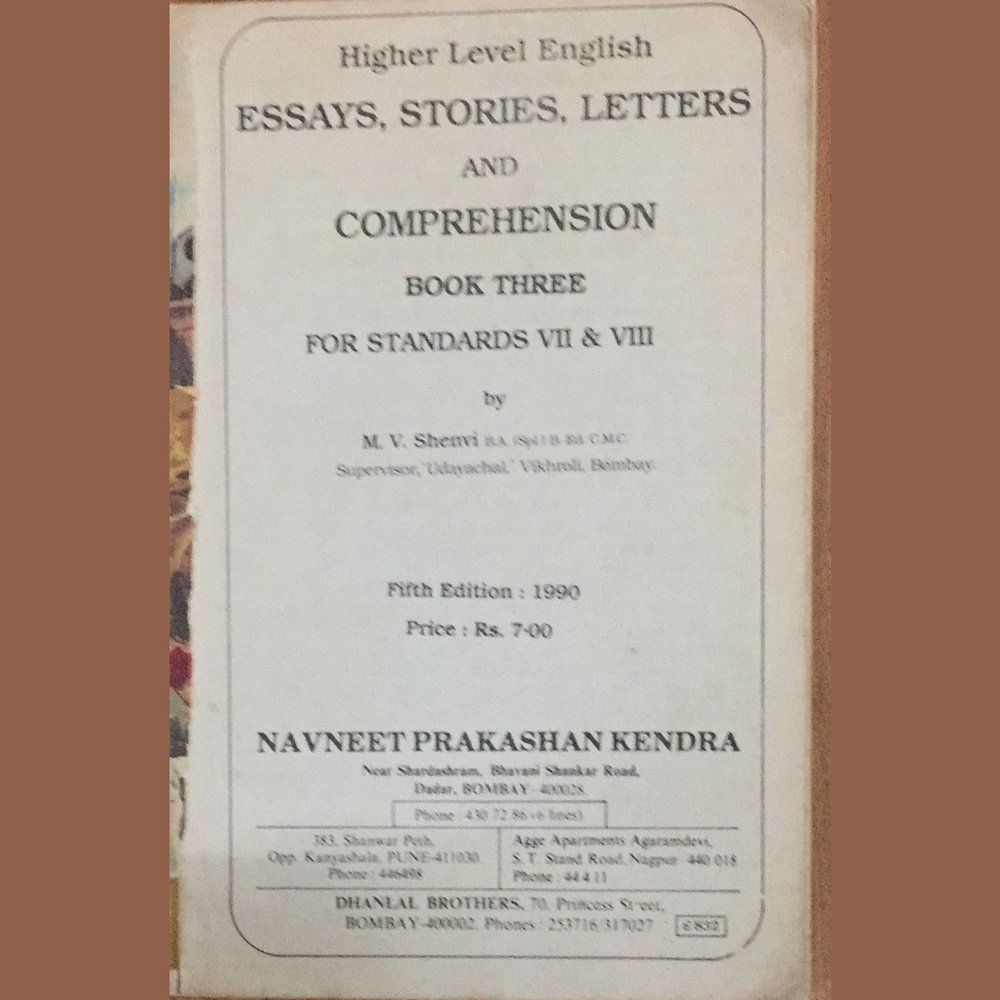 Higher Level English
ESSAYS, STORIES, LETTERS
AND
COMPREHENSION
BOOK THREE
FOR STANDARDS VII & VIII
by
M. V. Shenvi B.A. (Spl.) B. Ed. C.M.C.
Supervisor, 'Udayachal,' Vikhroli, Bombay.
Fifth Edition : 1990
Price : Rs. 7-00
NAVNEET PRAKASHAN KENDRA
Near Shardashram, Bhavani Shankar Road,
Dadar, BOMBAY-400028.
Phone : 430 72 86 (6 lines)
383, Shanwar Peth,
Opp. Kanyashala, PUNE-411030
Phone : 446498
Agge Apartments Agaramdevi,
S. T. Stand Road, Nagpur 440 018
Phone : 44 4 11
DHANLAL BROTHERS, 70, Princess Street,
BOMBAY-400002. Phones : 253716/317027
6 832